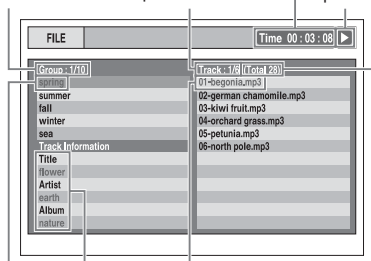 FILE
Time 00 : 03 : 08
Group : 1/10
Track : 1/6 (Total 28)
spring
01-begonia.mp3
summer
02-german chamomile.mp3
fall
03-kiwi fruit.mp3
winter
04-orchard grass.mp3
sea
05-petunia.mp3
Track Information
06-north pole.mp3
Title
flower
Artist
earth
Album
nature